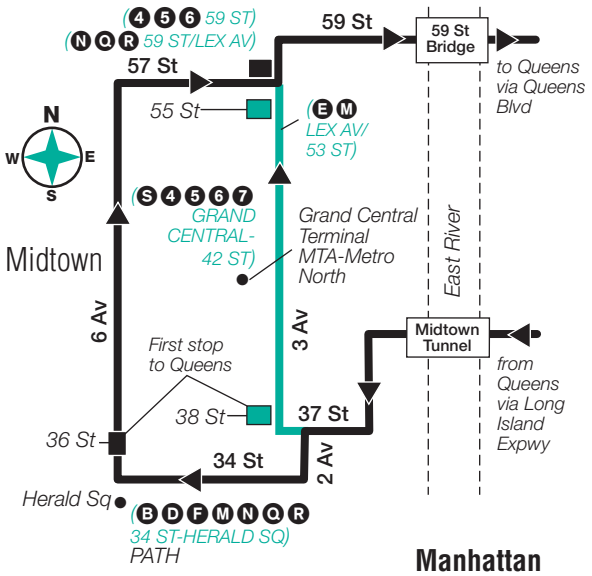 (4 5 6 59 ST)
(N Q R 59 ST/LEX AV)
59 St
59 St
Bridge
57 St
to Queens
via Queens
Blvd
55 St
(E M
LEX AV/
53 ST)
N
W
E
S
(S 4 5 6 7
GRAND
CENTRAL-
42 ST)
Grand Central
Terminal
MTA-Metro
North
East River
Midtown
6 Av
3 Av
Midtown
Tunnel
First stop
to Queens
from
Queens
via Long
Island
Expwy
38 St
37 St
36 St
34 St
2 Av
Herald Sq
(B D F M N Q R
34 ST-HERALD SQ)
PATH
Manhattan